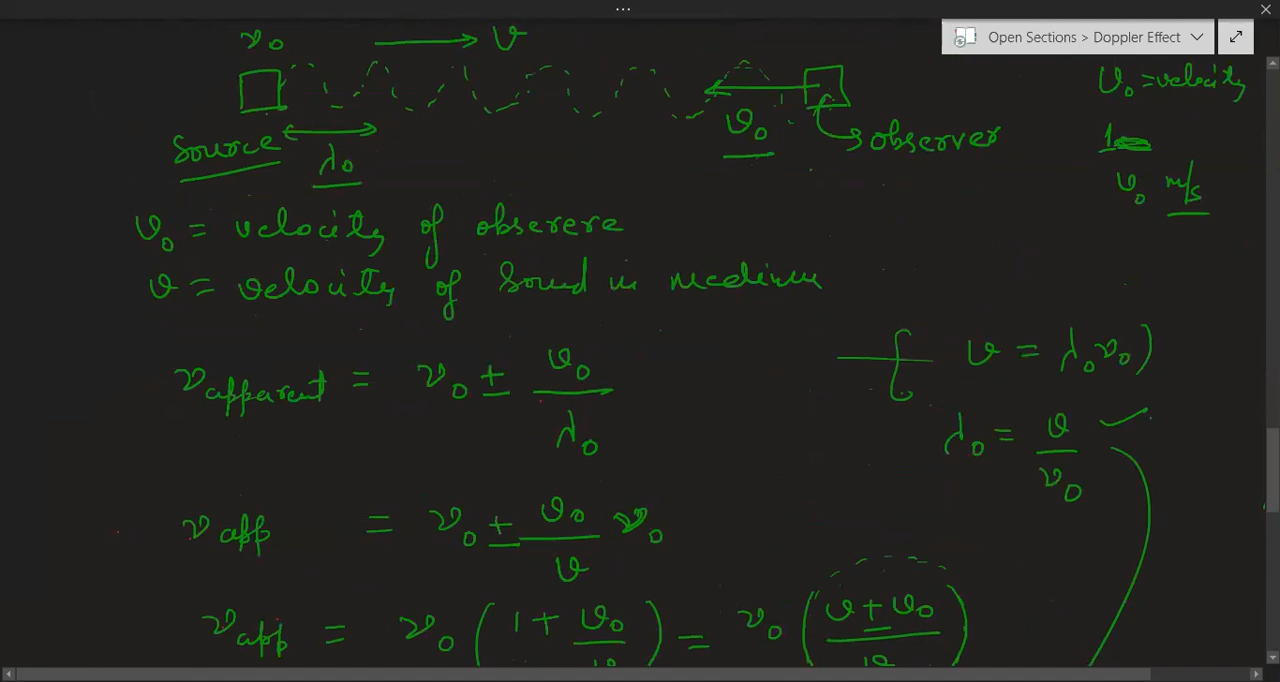 ...
Open Sections > Doppler Effect
ν₀ → v
v₀ = velocity
v₀ m/s
Source λ₀ v₀ observer
v₀ = velocity of obserere
v = velocity of Sound in medium
ν apparent = ν₀ + v₀/λ₀
v = λ₀ν₀)
λ₀ = v/ν₀
ν app = ν₀ + v₀/v ν₀
ν app = ν₀ (1 + v₀/v) = ν₀ (v + v₀/v)